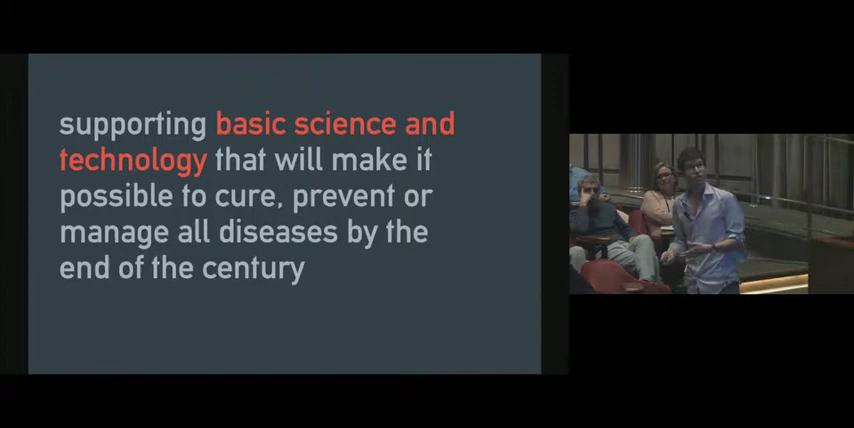 supporting basic science and
technology that will make it
possible to cure, prevent or
manage all diseases by the
end of the century